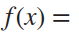 f(x) =